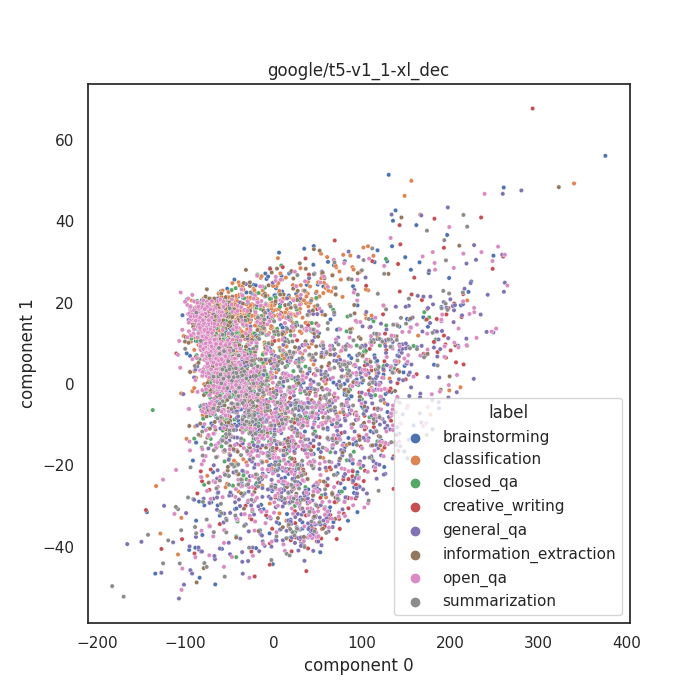 google/t5-v1_1-xl_dec
component 1
60
40
20
0
−20
−40
−200
−100
0
100
200
300
400
component 0
label
brainstorming
classification
closed_qa
creative_writing
general_qa
information_extraction
open_qa
summarization